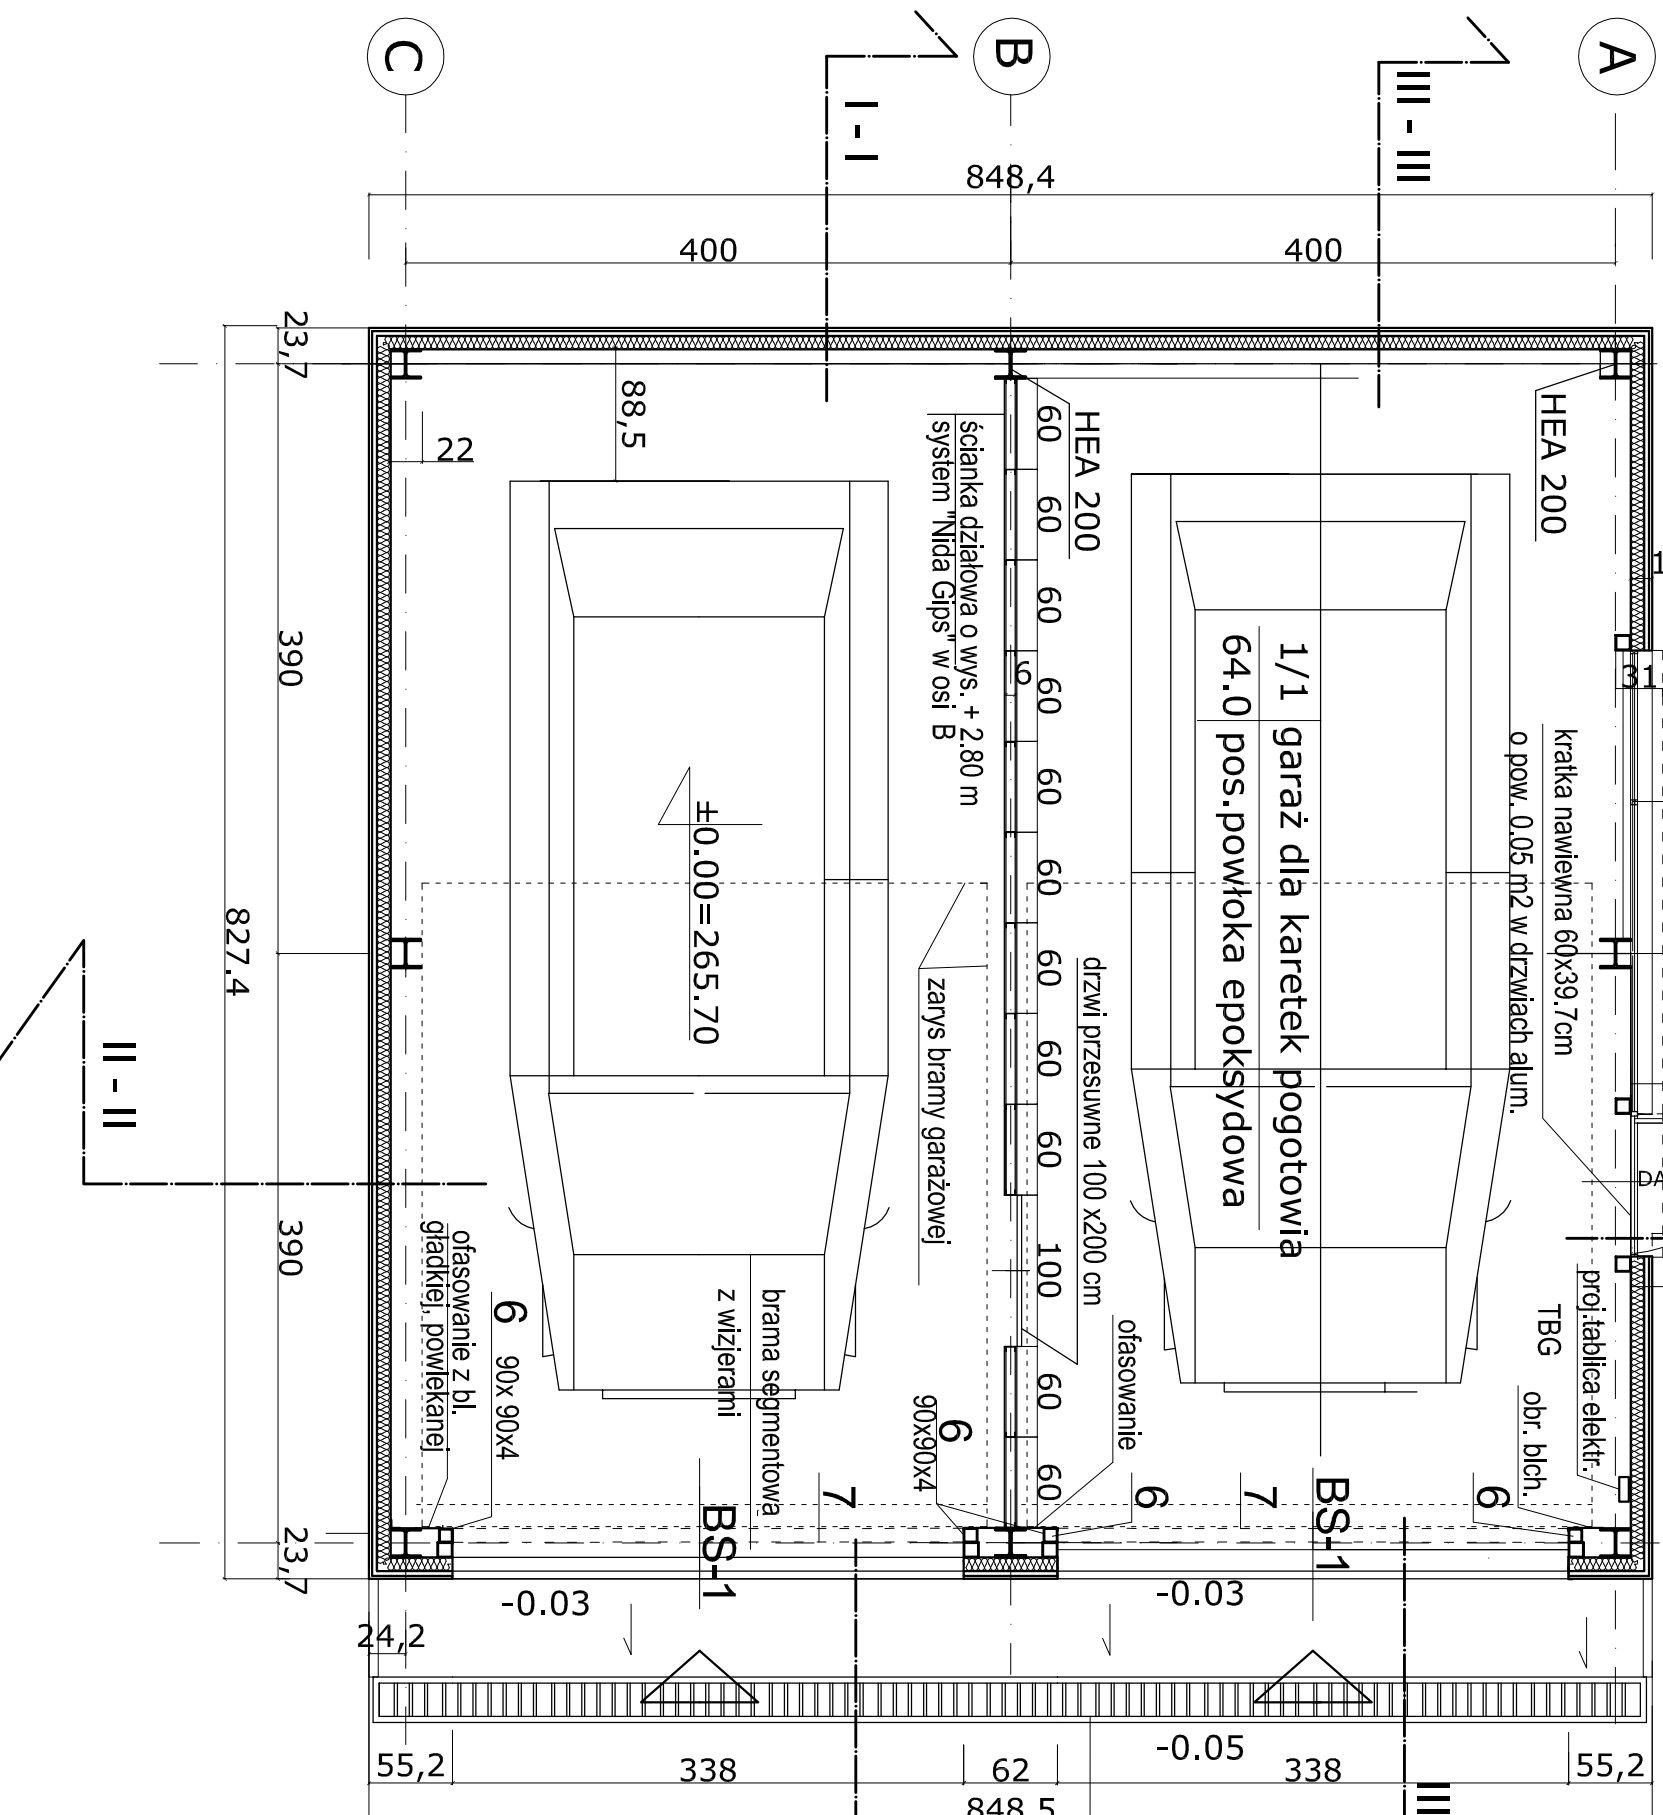 C
B
A
I - I
III - III
848,4
400
400
23,7
390
827.4
390
23,7
88,5
22
HEA 200
HEA 200
ścianka działowa o wys. + 2.80 m
system "Nida Gips" w osi B
60
60
60
60
6
60
60
60
60
60
100
60
60
1/1 garaż dla karetek pogotowia
64.0 pos.powłoka epoksydowa
31
kratka nawiewna 60x39.7cm
o pow. 0.05 m2 w drzwiach alum.
±0.00=265.70
zarys bramy garażowej
drzwi przesuwne 100 x200 cm
II - II
ofasowanie z bl.
gładkiej, powlekanej
6 90x 90x4
brama segmentowa
z wizjerami
6
90x90x4
ofasowanie
proj.tablica elektr.
TBG
obr. blch.
7
BS-1
6
7
BS-1
6
-0.03
-0.03
24,2
-0.05
55,2
338
62
338
55,2
848,5